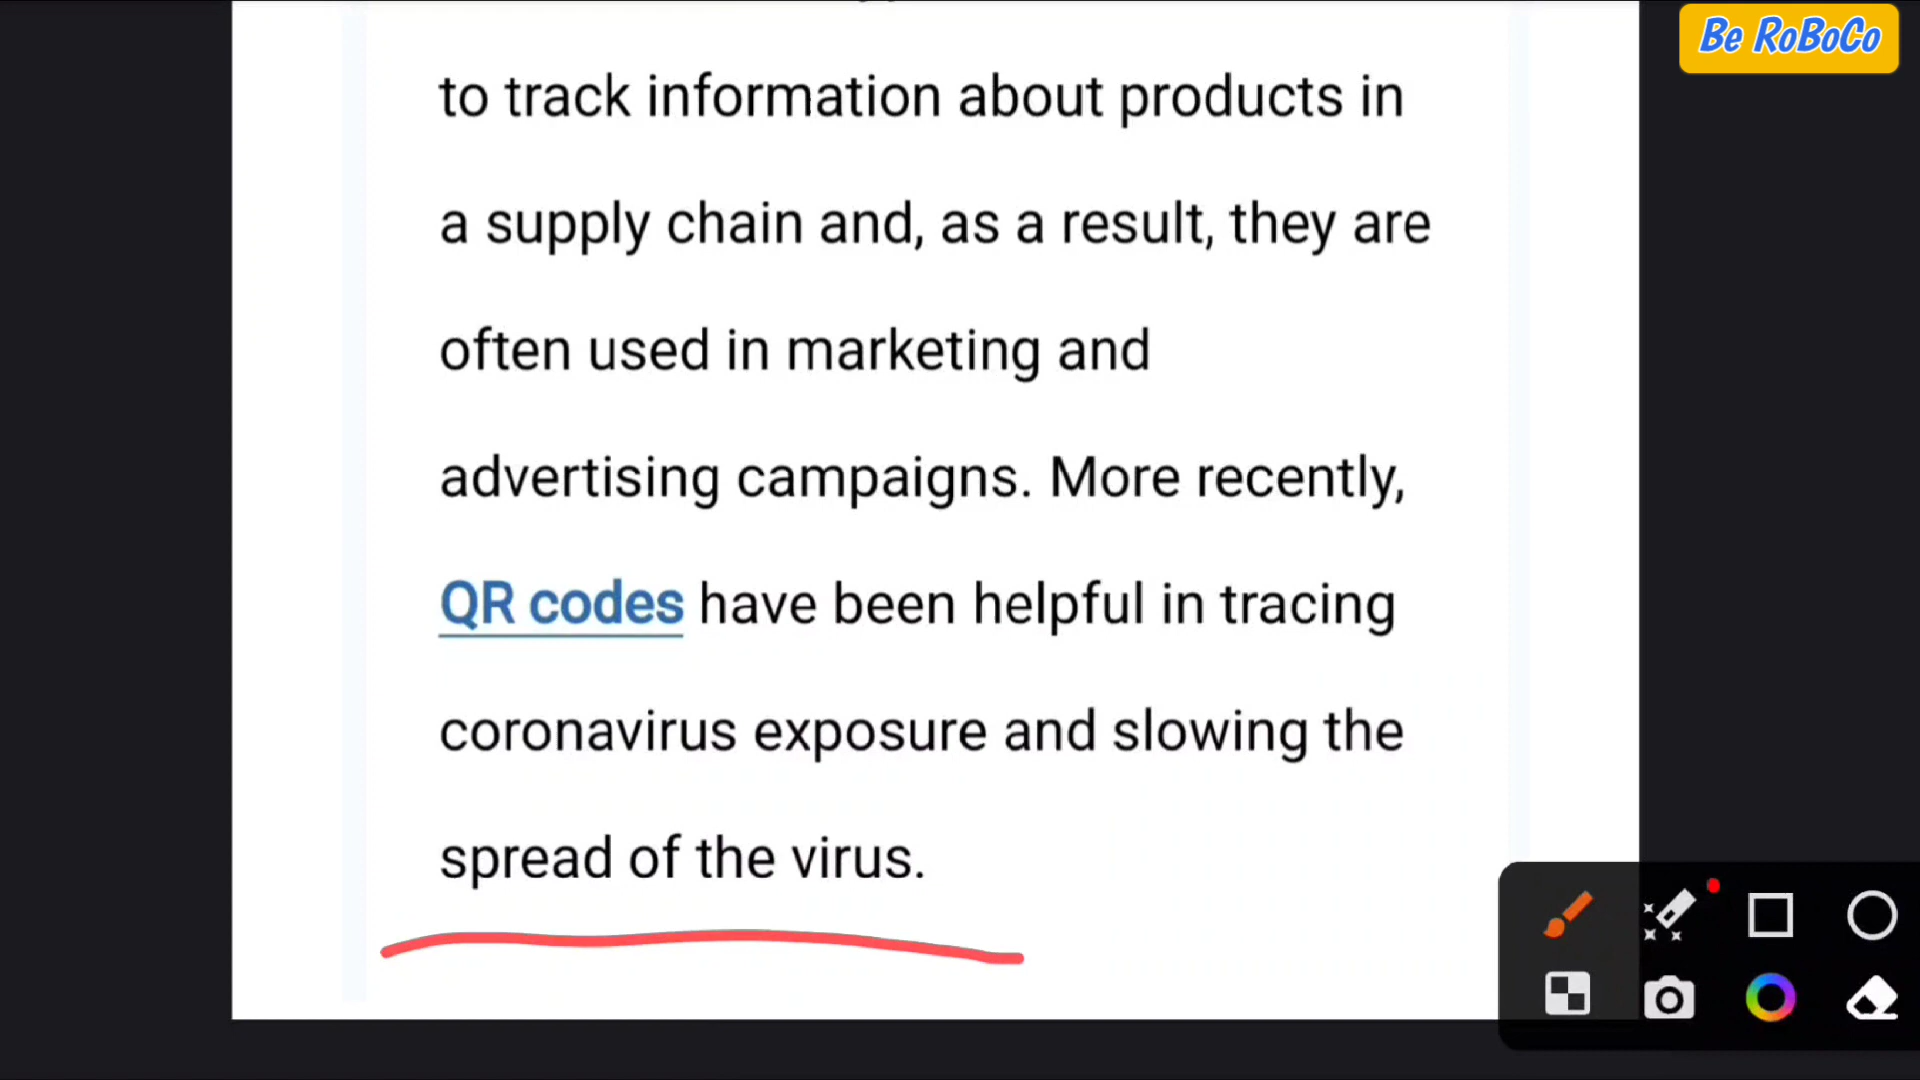 Be RoBoCo
to track information about products in
a supply chain and, as a result, they are
often used in marketing and
advertising campaigns. More recently,
QR codes have been helpful in tracing
coronavirus exposure and slowing the
spread of the virus.